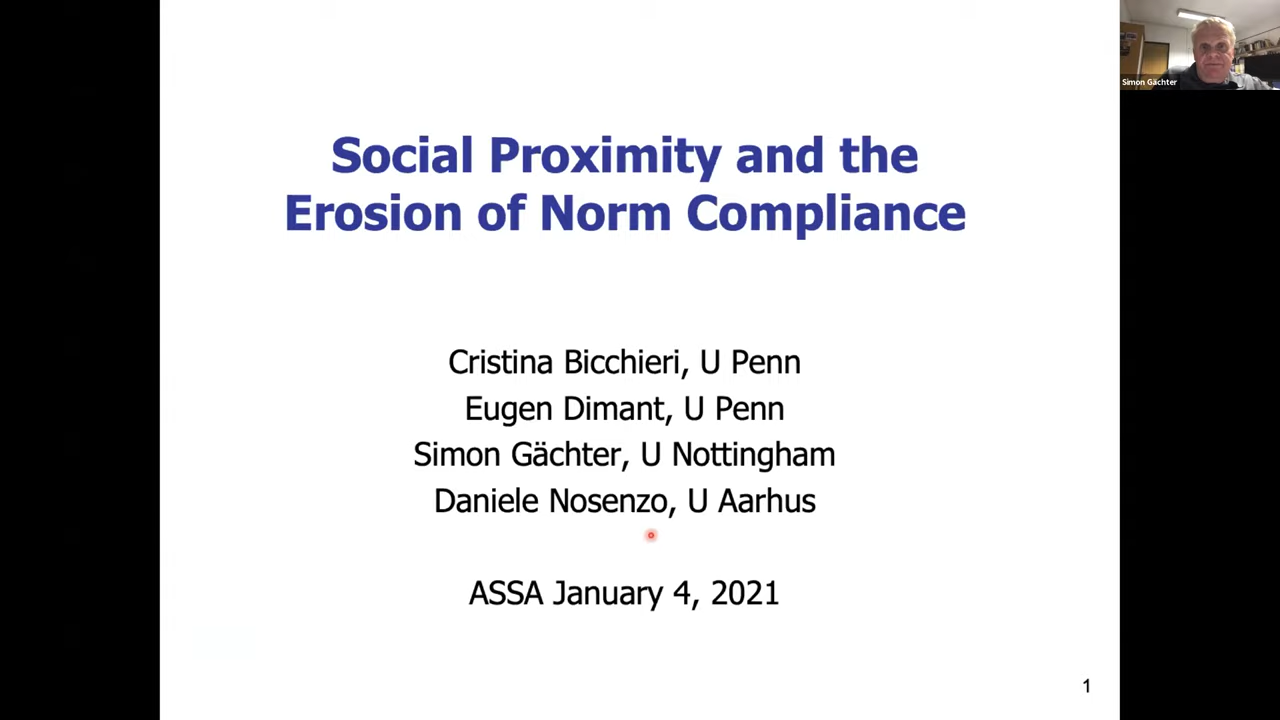 Simon Gächter
Social Proximity and the
Erosion of Norm Compliance
Cristina Bicchieri, U Penn
Eugen Dimant, U Penn
Simon Gächter, U Nottingham
Daniele Nosenzo, U Aarhus
ASSA January 4, 2021
1